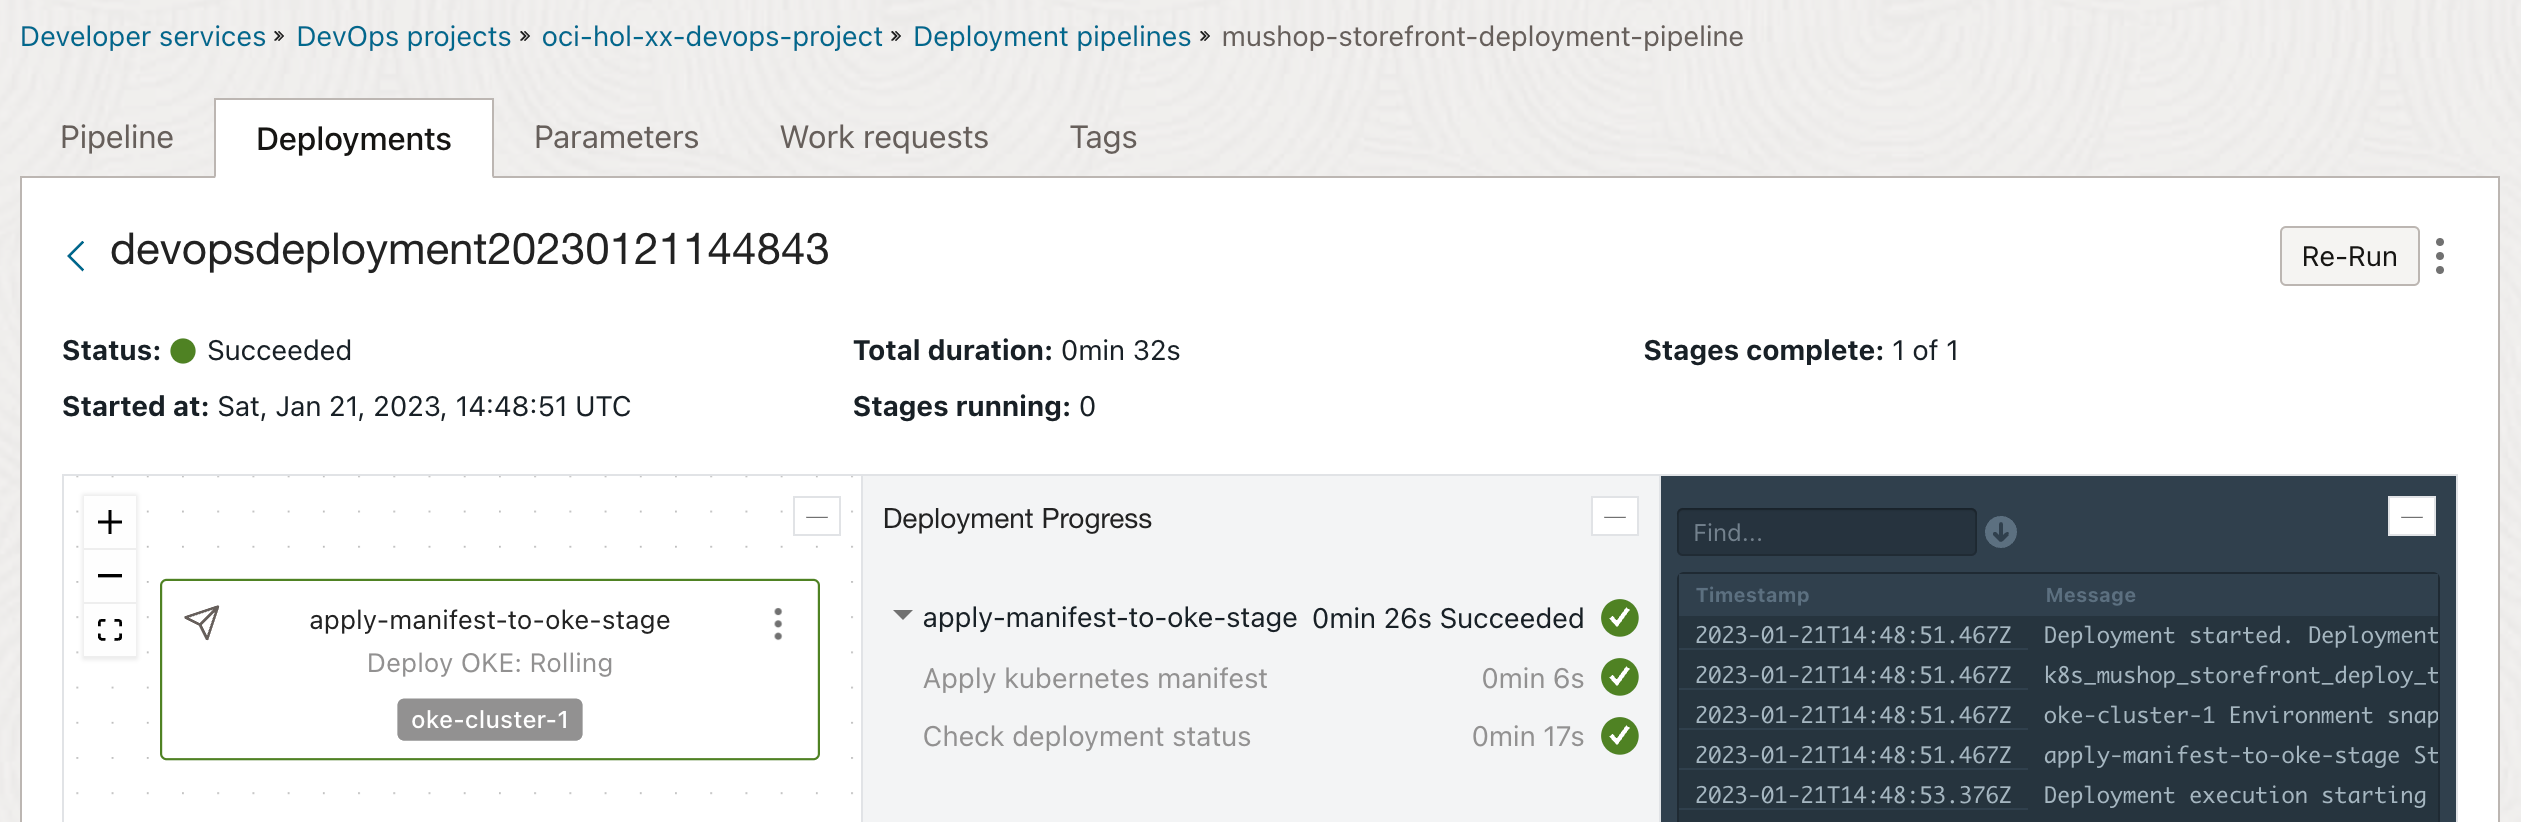 Developer services » DevOps projects » oci-hol-xx-devops-project » Deployment pipelines » mushop-storefront-deployment-pipeline
Pipeline Deployments Parameters Work requests Tags
devopsdeployment20230121144843
Re-Run
Status: Succeeded
Total duration: 0min 32s
Stages complete: 1 of 1
Started at: Sat, Jan 21, 2023, 14:48:51 UTC
Stages running: 0
apply-manifest-to-oke-stage
Deploy OKE: Rolling
oke-cluster-1
Deployment Progress
apply-manifest-to-oke-stage 0min 26s Succeeded
Apply kubernetes manifest 0min 6s
Check deployment status 0min 17s
Find...
Timestamp Message
2023-01-21T14:48:51.467Z Deployment started. Deployment
2023-01-21T14:48:51.467Z k8s_mushop_storefront_deploy_t
2023-01-21T14:48:51.467Z oke-cluster-1 Environment snap
2023-01-21T14:48:51.467Z apply-manifest-to-oke-stage St
2023-01-21T14:48:53.376Z Deployment execution starting